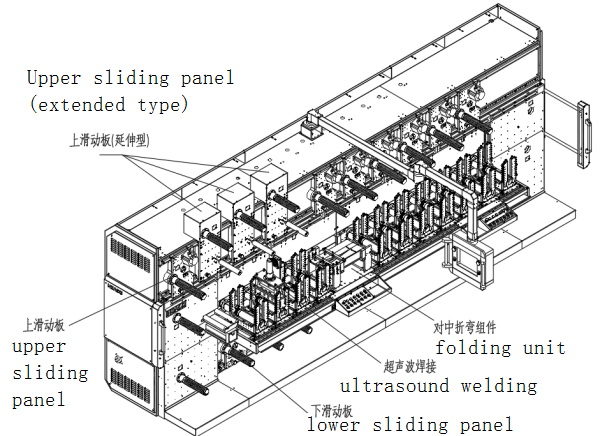 Upper sliding panel
(extended type)
上滑动板(延伸型)
上滑动板
upper
sliding
panel
对中折弯组件
folding unit
超声波焊接
ultrasound welding
下滑动板
lower sliding panel